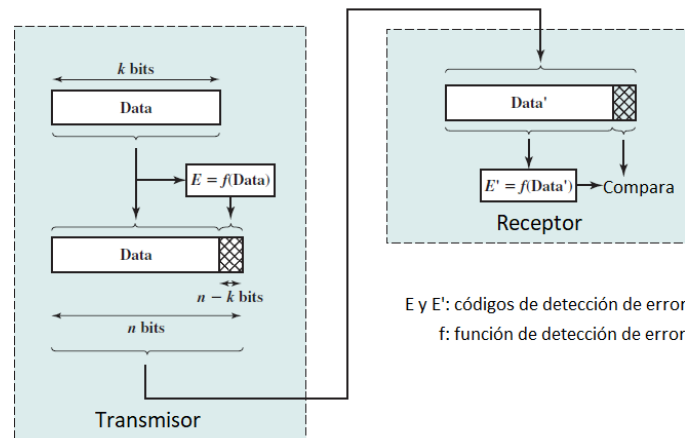 k bits
Data
E = f(Data)
Data
n − k bits
n bits
Transmisor
Data'
E' = f(Data')
Compara
Receptor
E y E': códigos de detección de error
f: función de detección de error